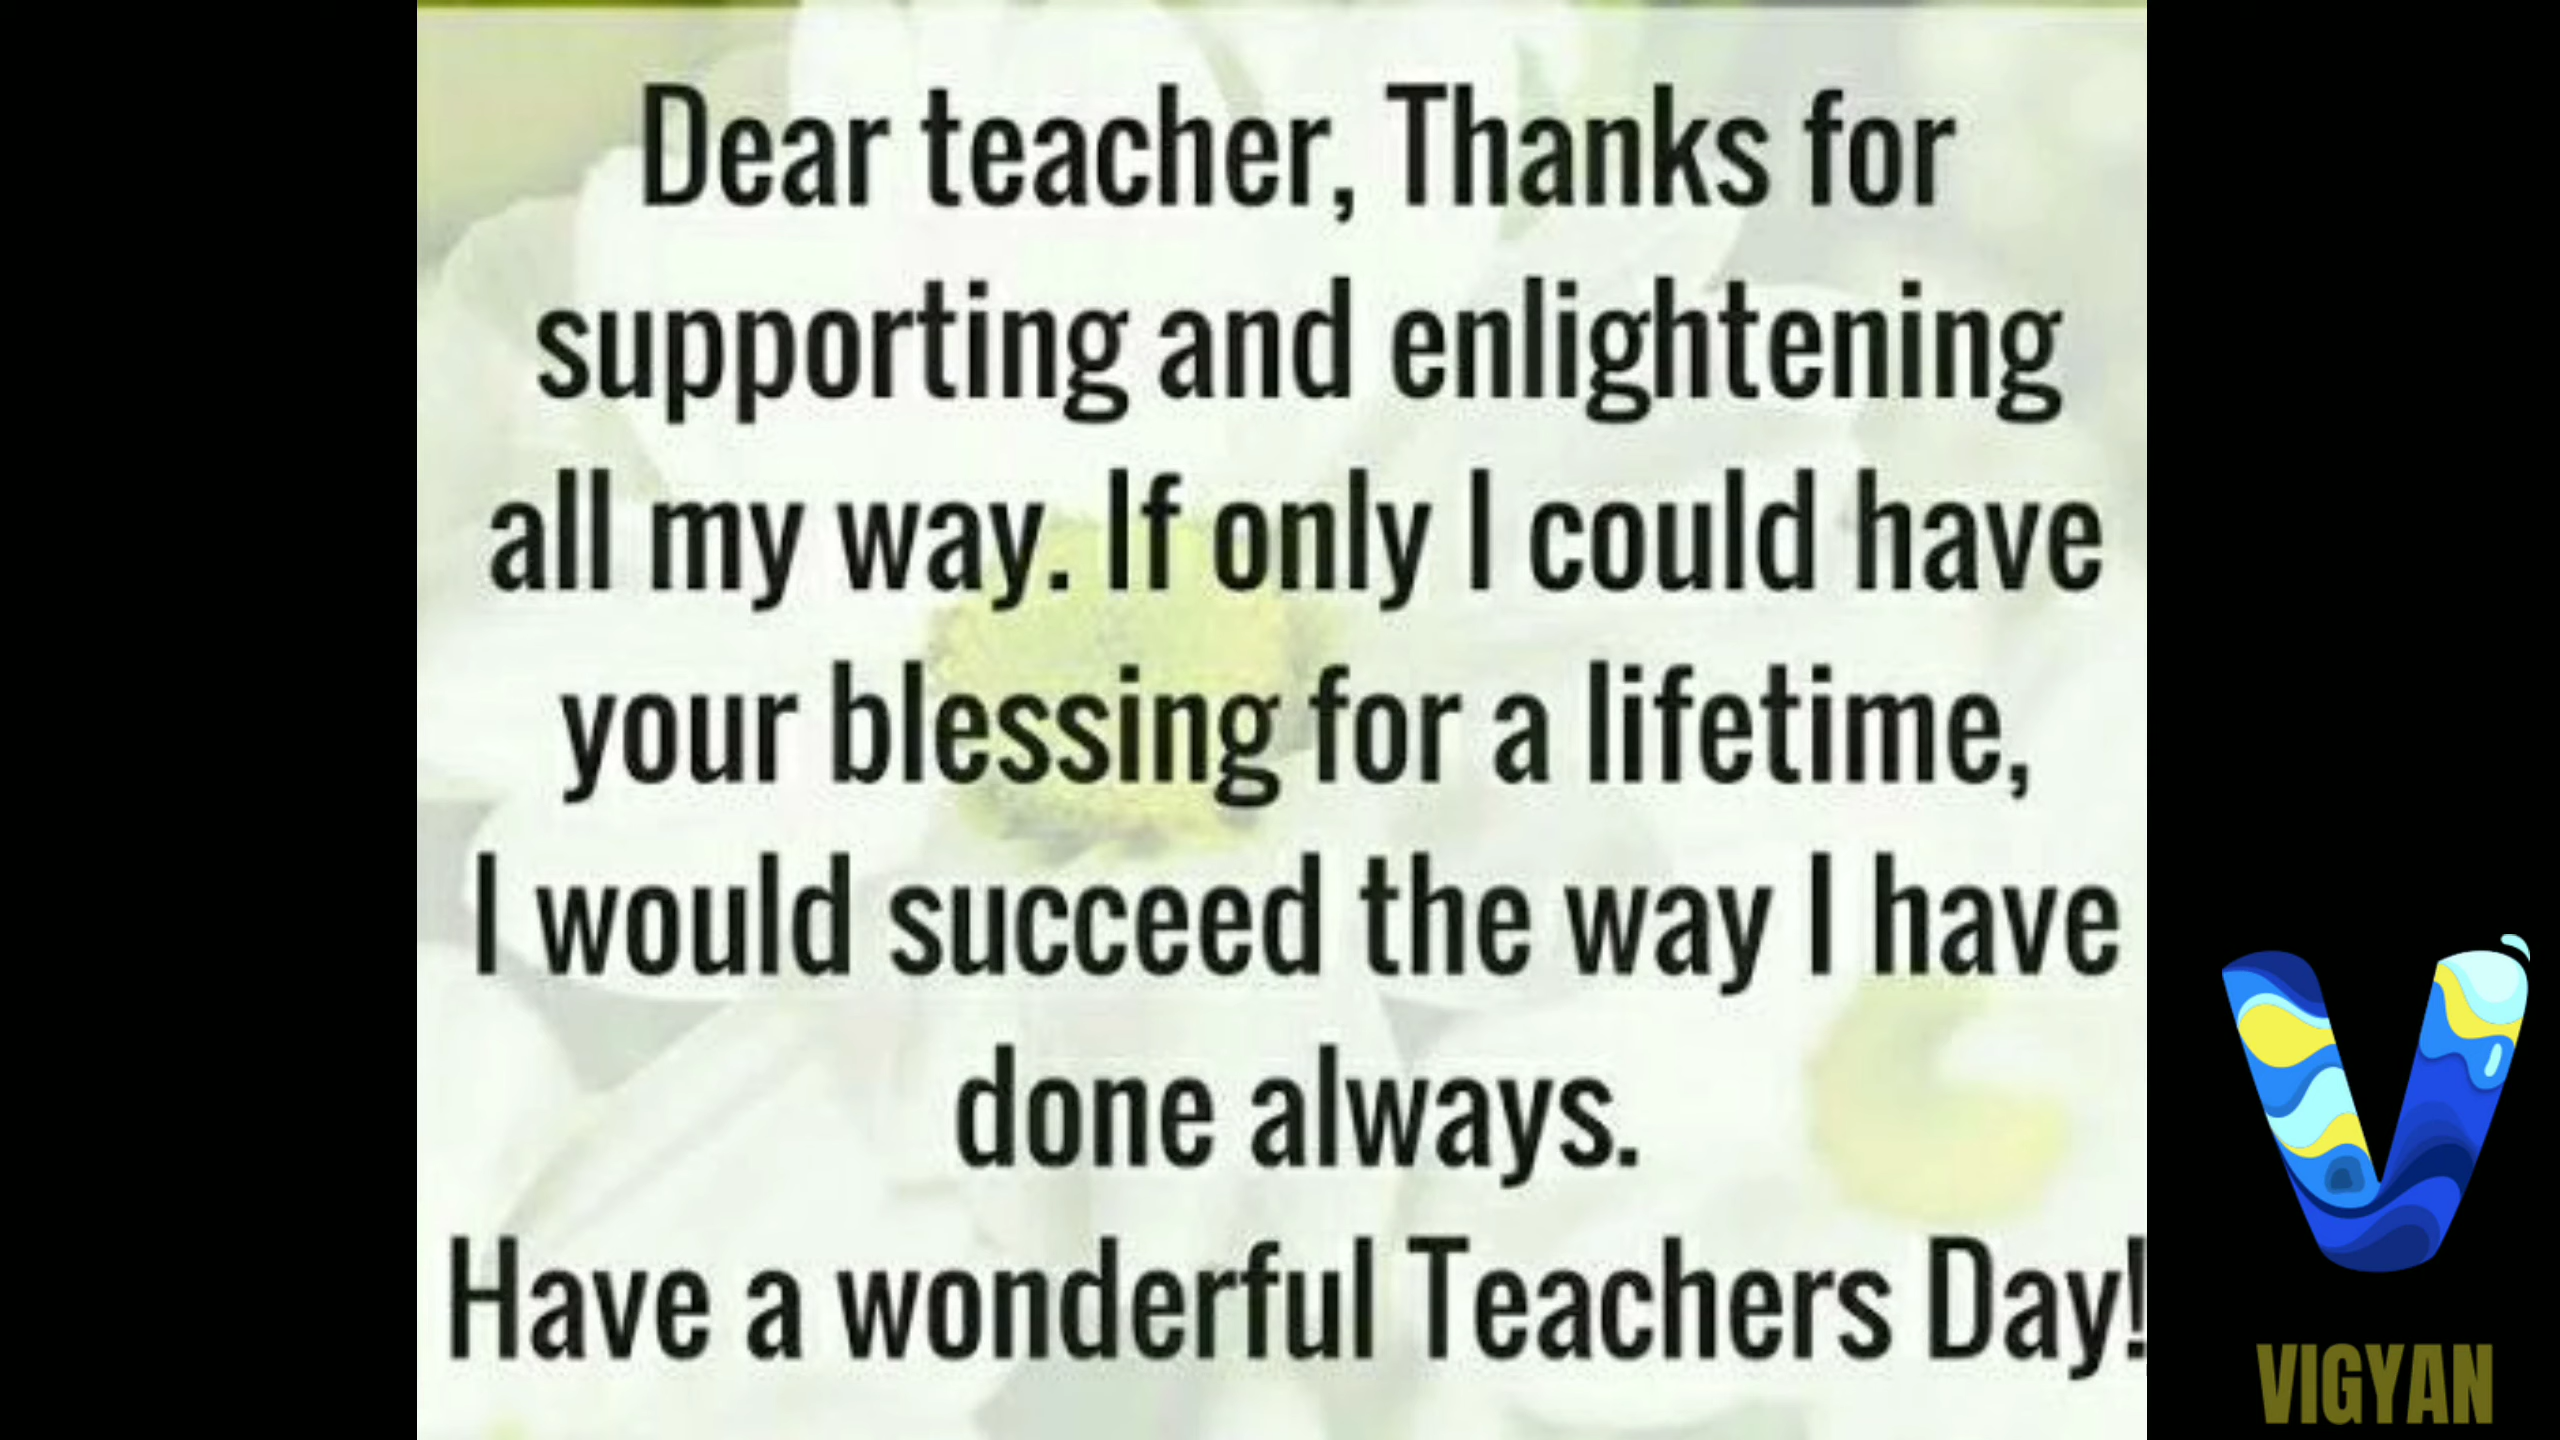 Dear teacher, Thanks for
supporting and enlightening
all my way. If only I could have
your blessing for a lifetime,
I would succeed the way I have
done always.
Have a wonderful Teachers Day!
V
VIGYAN